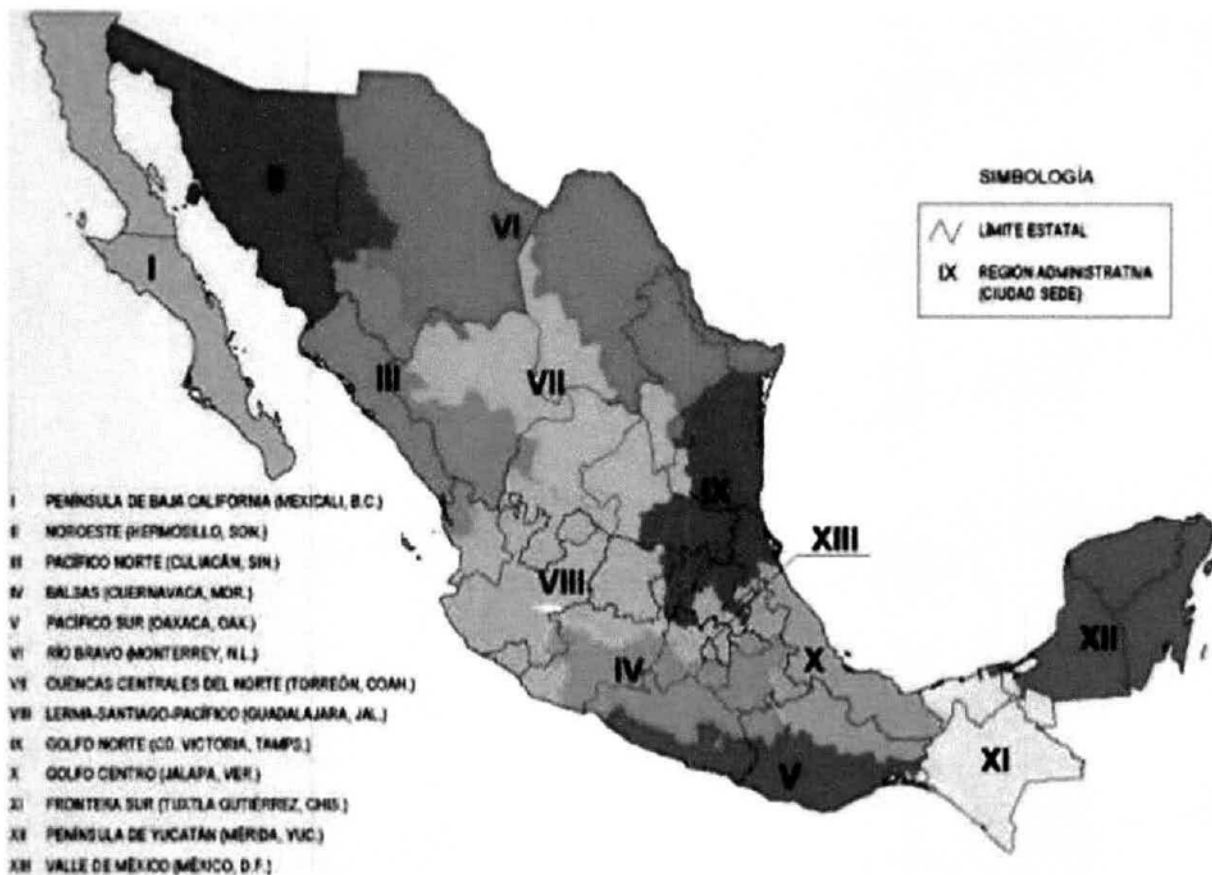 II
VI
I
III
VII
IX
XIII
VIII
XII
IV
X
V
XI
SIMBOLOGÍA
LÍMITE ESTATAL
IX REGIÓN ADMINISTRATIVA
(CIUDAD SEDE)
I PENÍNSULA DE BAJA CALIFORNIA (MEXICALI, B.C.)
II NOROESTE (HERMOSILLO, SON.)
III PACÍFICO NORTE (CULIACÁN, SIN.)
IV BALSAS (CUERNAVACA, MOR.)
V PACÍFICO SUR (OAXACA, OAX.)
VI RÍO BRAVO (MONTERREY, N.L.)
VII CUENCAS CENTRALES DEL NORTE (TORREÓN, COAH.)
VIII LERMA-SANTIAGO-PACÍFICO (GUADALAJARA, JAL.)
IX GOLFO NORTE (CD. VICTORIA, TAMPS.)
X GOLFO CENTRO (JALAPA, VER.)
XI FRONTERA SUR (TUXTLA GUTIÉRREZ, CHIS.)
XII PENÍNSULA DE YUCATÁN (MÉRIDA, YUC.)
XIII VALLE DE MÉXICO (MÉXICO, D.F.)